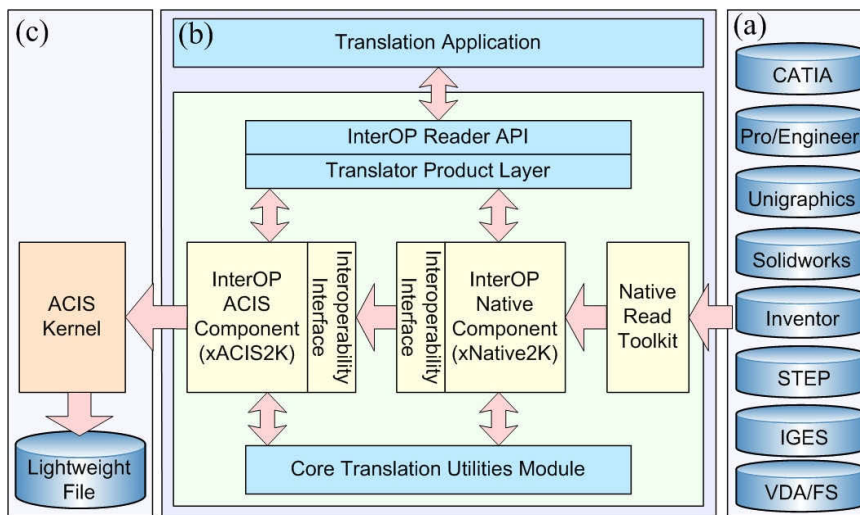 (c)
(b)
(a)
Translation Application
InterOP Reader API
Translator Product Layer
ACIS
Kernel
Lightweight
File
InterOP
ACIS
Component
(xACIS2K)
Interoperability
Interface
Interoperability
Interface
InterOP
Native
Component
(xNative2K)
Native
Read
Toolkit
Core Translation Utilities Module
CATIA
Pro/Engineer
Unigraphics
Solidworks
Inventor
STEP
IGES
VDA/FS